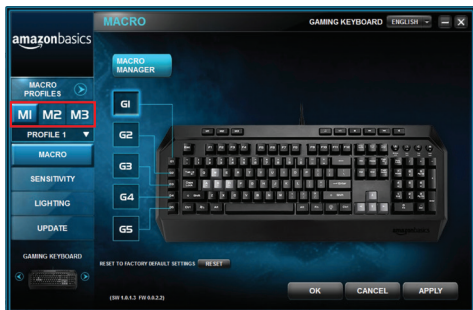 amazonbasics
MACRO
GAMING KEYBOARD ENGLISH
MACRO
PROFILES
M1 M2 M3
PROFILE 1
MACRO
SENSITIVITY
LIGHTING
UPDATE
GAMING KEYBOARD
MACRO
MANAGER
G1
G2
G3
G4
G5
amazonbasics
RESET TO FACTORY DEFAULT SETTINGS RESET
(SW 1.0.1.3 FW 0.0.2.2)
OK CANCEL APPLY